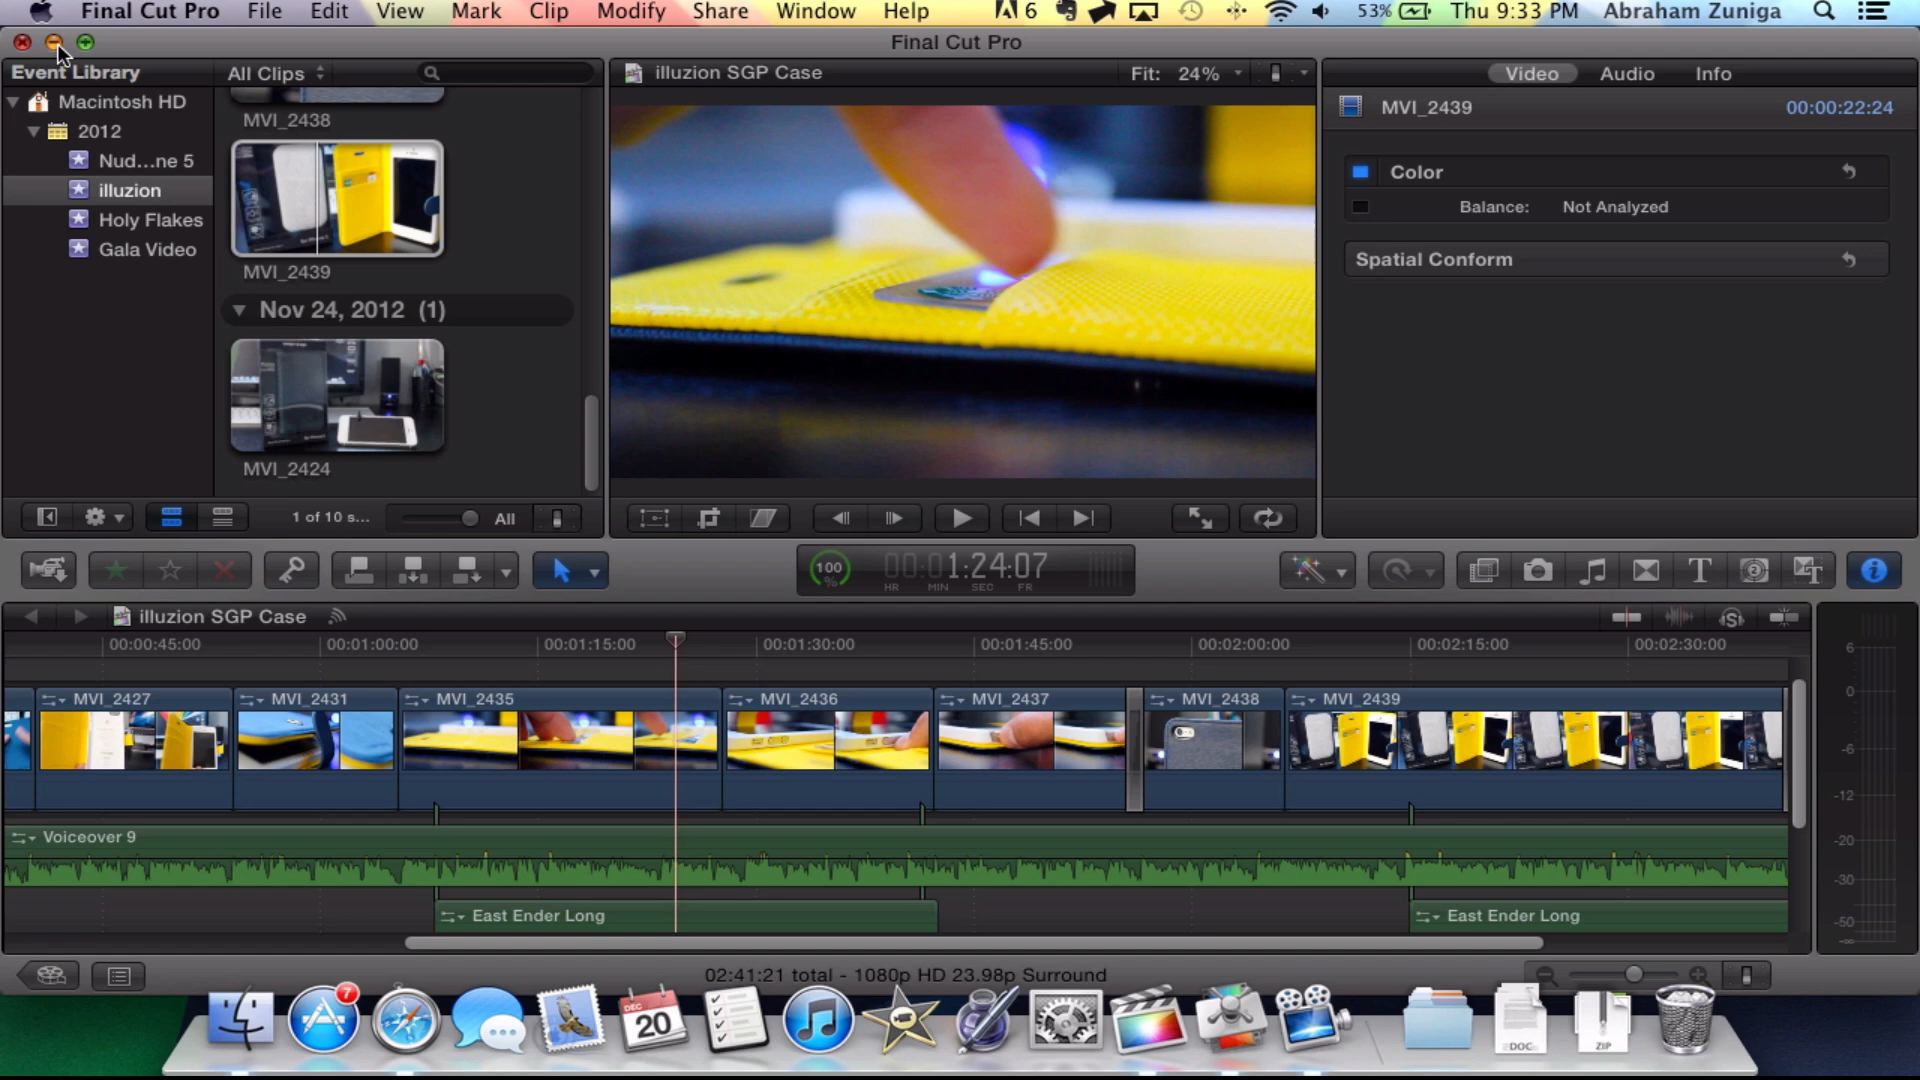 Final Cut Pro File Edit View Mark Clip Modify Share Window Help 6 53% Thu 9:33 PM Abraham Zuniga
Final Cut Pro
Event Library
All Clips
illuzion SGP Case
Fit: 24%
Video Audio Info
Macintosh HD
2012
Nud...ne 5
illuzion
Holy Flakes
Gala Video
MVI_2438
MVI_2439
Nov 24, 2012 (1)
MVI_2424
MVI_2439
00:00:22:24
Color
Balance: Not Analyzed
Spatial Conform
1 of 10 s...
All
100
%
00:01:24:07
HR MIN SEC FR
illuzion SGP Case
00:00:45:00 00:01:00:00 00:01:15:00 00:01:30:00 00:01:45:00 00:02:00:00 00:02:15:00 00:02:30:00
MVI_2427 MVI_2431 MVI_2435 MVI_2436 MVI_2437 MVI_2438 MVI_2439
Voiceover 9
East Ender Long
East Ender Long
6
0
-6
-12
-20
-30
-50
-∞
02:41:21 total - 1080p HD 23.98p Surround
7
DEC
20
DOC
ZIP